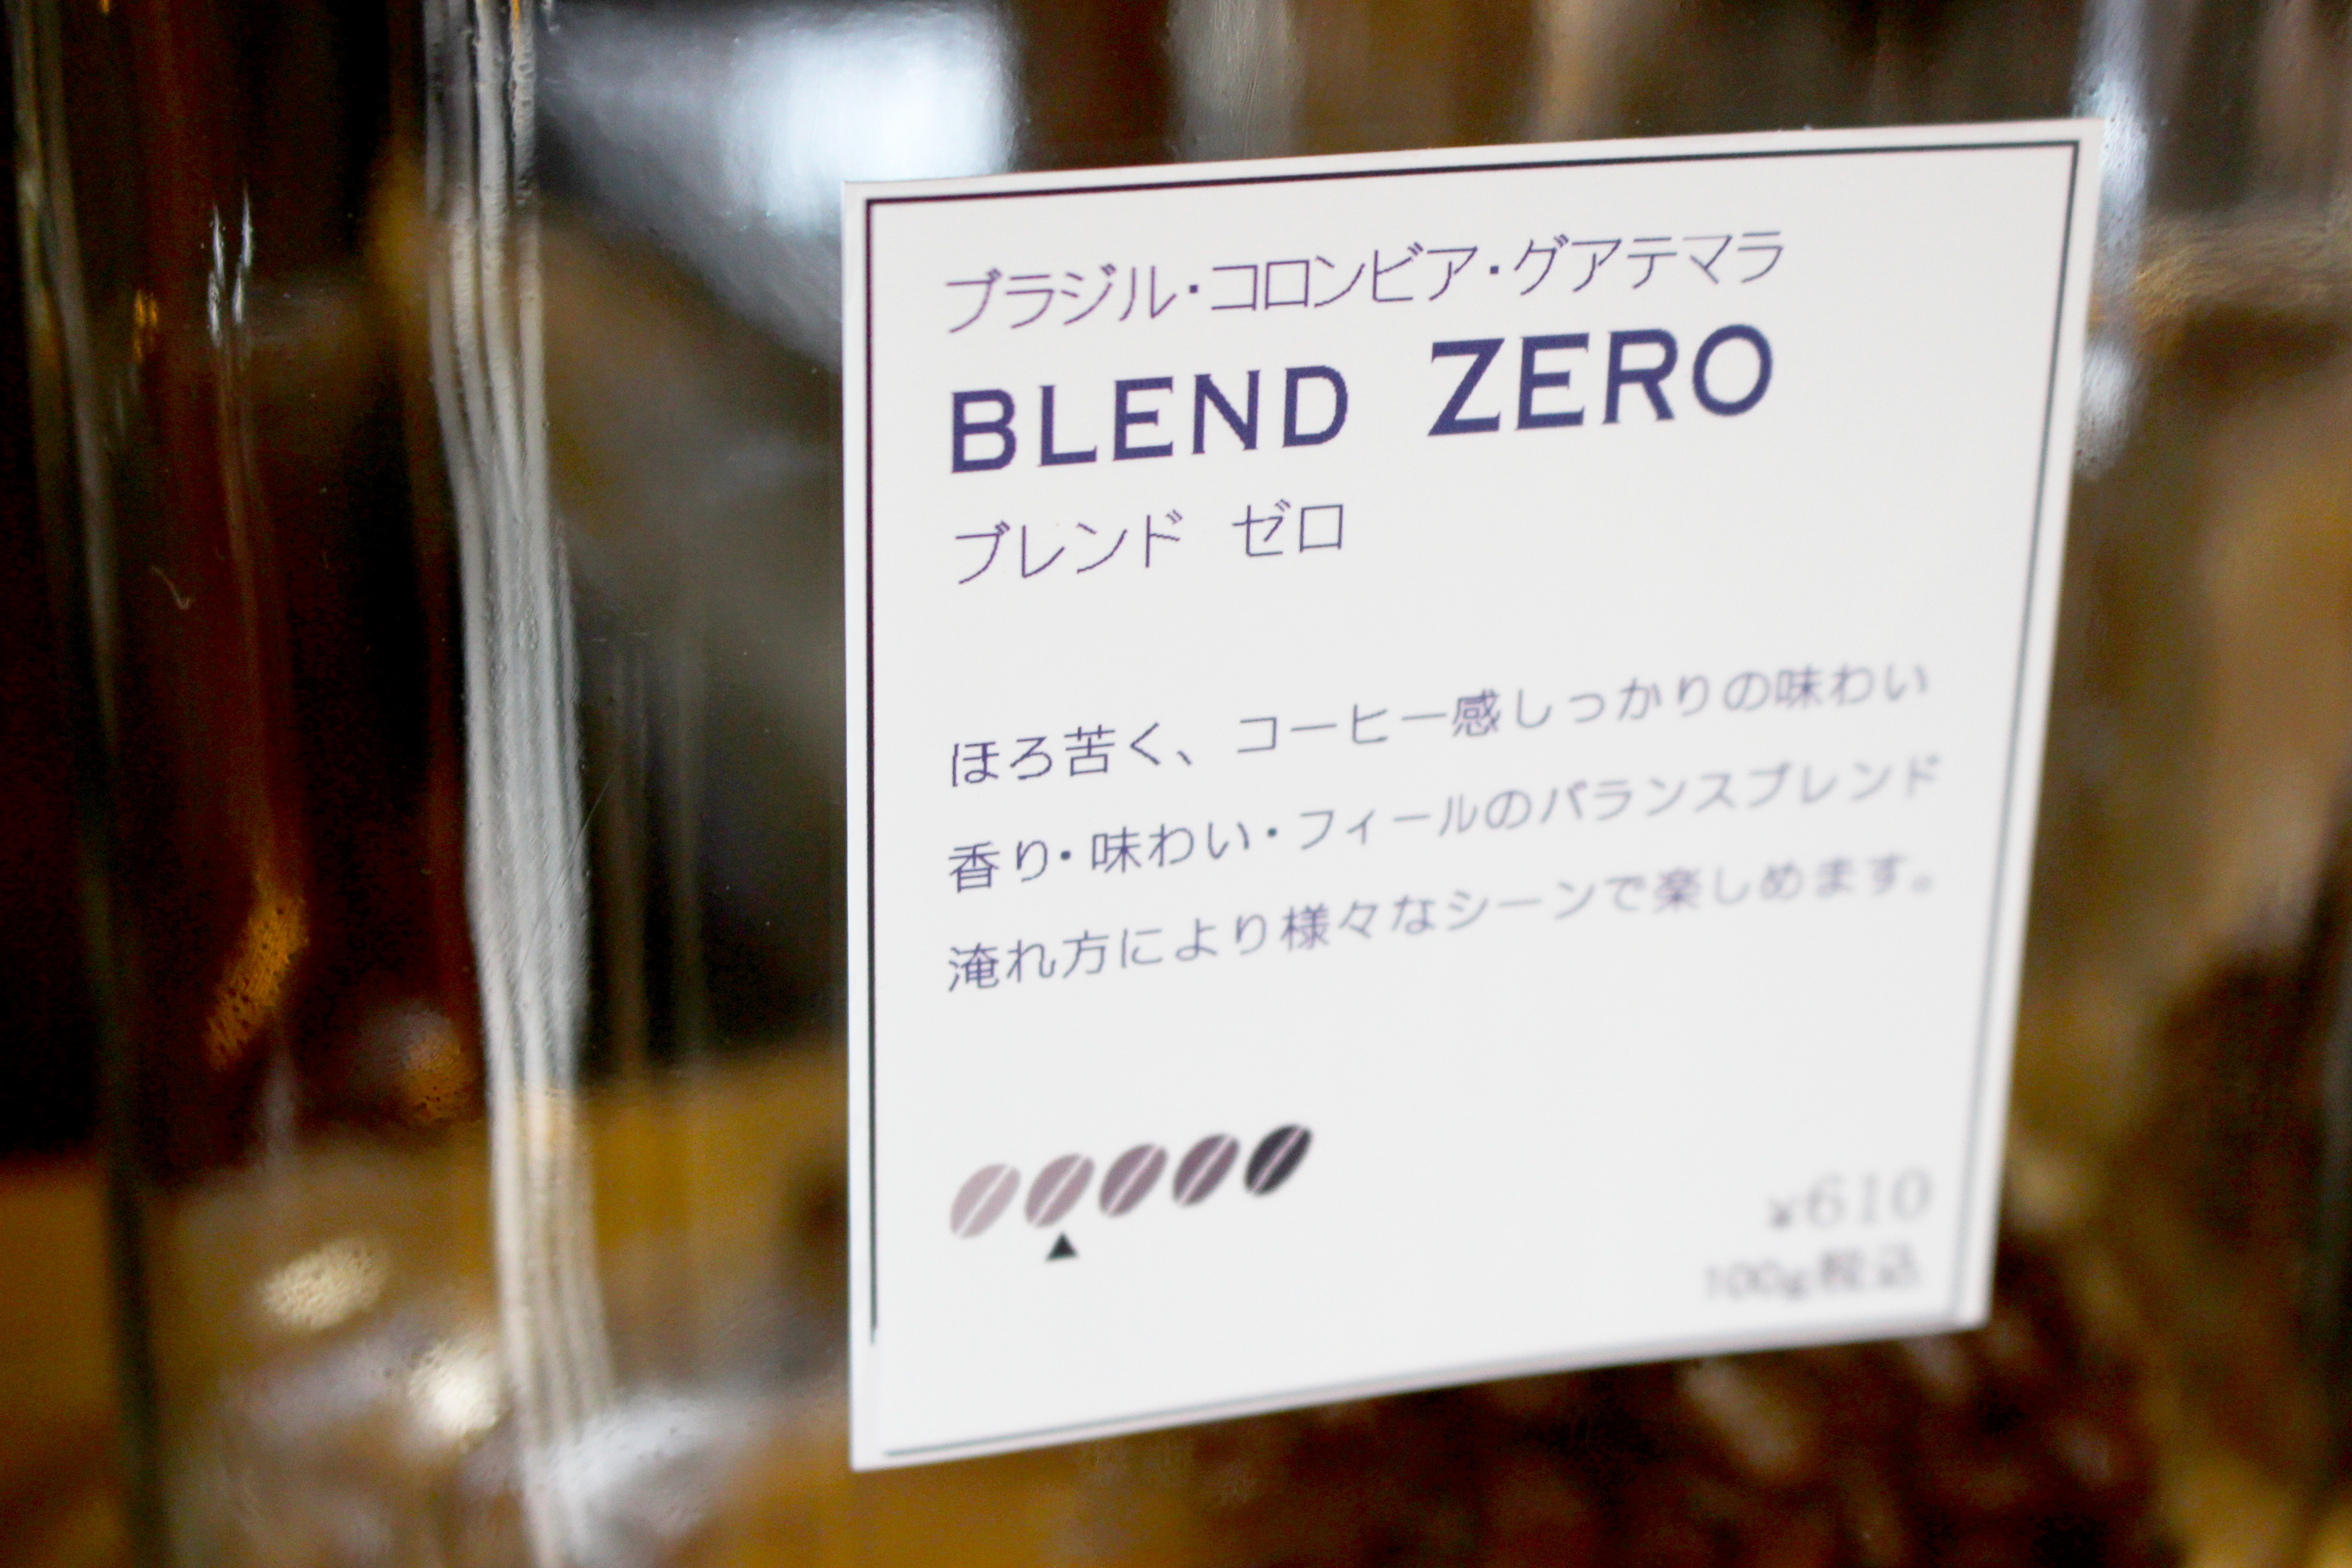 ブラジル・コロンビア・グアテマラ
BLEND ZERO
ブレンド ゼロ
ほろ苦く、コーヒー感しっかりの味わい
香り・味わい・フィールのバランスブレンド
淹れ方により様々なシーンで楽しめます。
¥610
100g税込